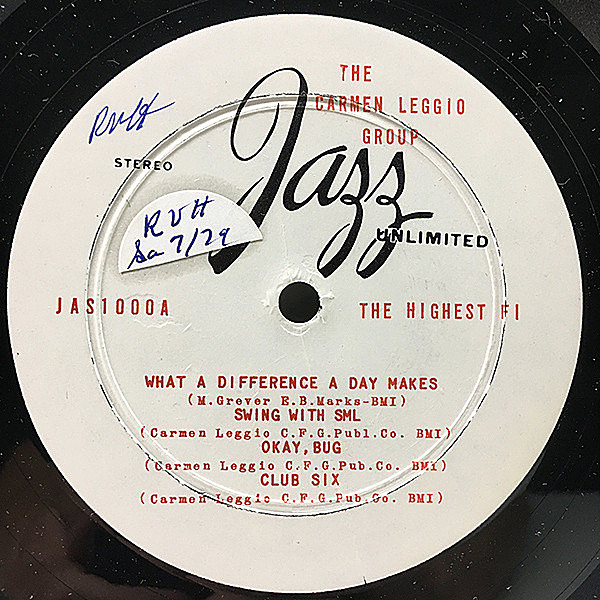 THE
CARMEN LEGGIO
GROUP
RVH
STEREO
Jazz
UNLIMITED
RVH
Sa 7/29
JAS1000A
THE HIGHEST FI
WHAT A DIFFERENCE A DAY MAKES
(M.Grever E.B.Marks-BMI)
SWING WITH SML
(Carmen Leggio C.F.G.Publ.Co. BMI)
OKAY,BUG
(Carmen Leggio C.F.G.Pub.Co. BMI)
CLUB SIX
(Carmen Leggio C.F.G.Pub.Co. BMI)